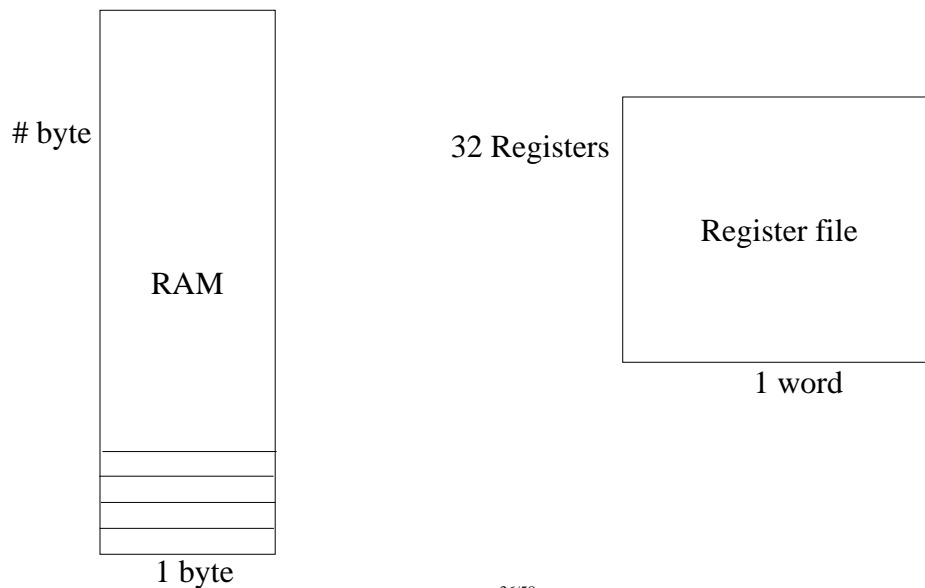 # byte
32 Registers
Register file
RAM
1 word
1 byte